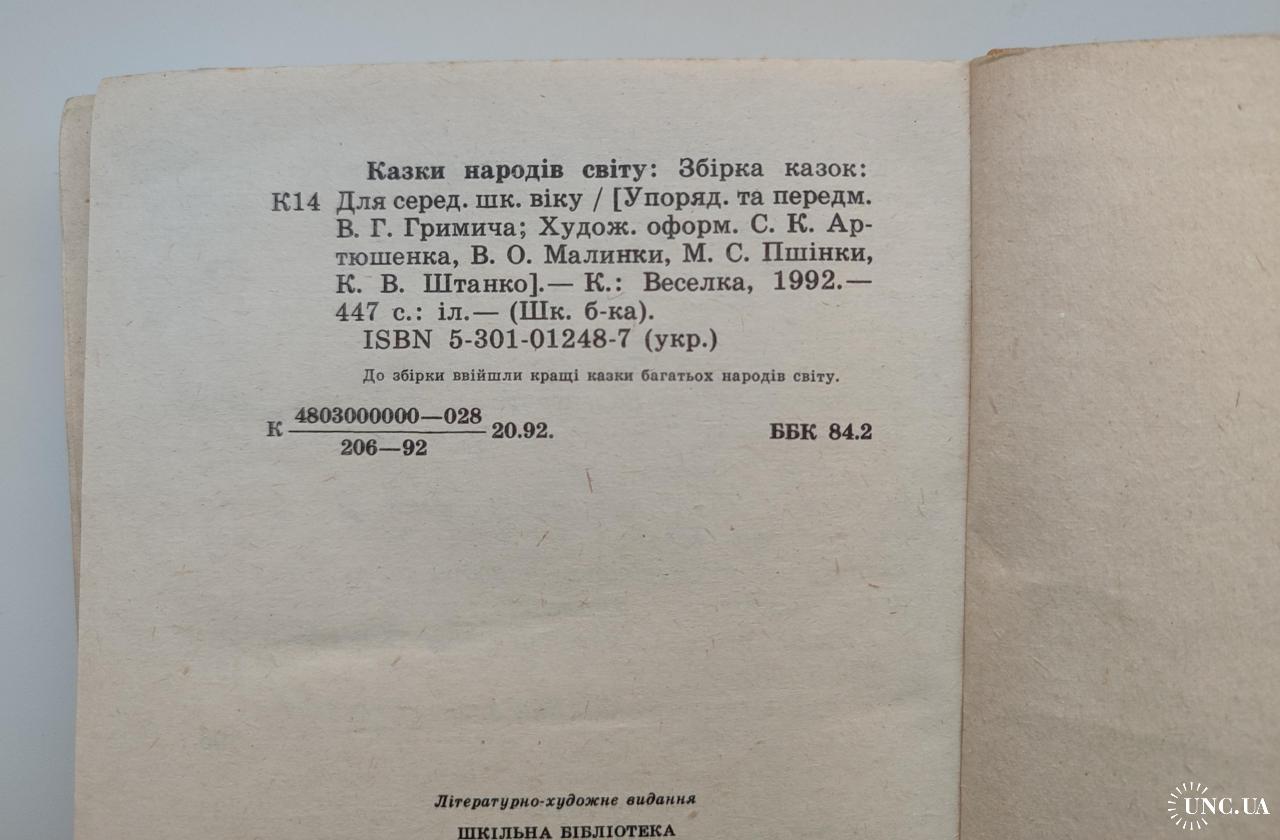 Казки народів світу: Збірка казок:
К14 Для серед. шк. віку / [Упоряд. та передм.
В. Г. Гримича; Худож. оформ. С. К. Ар-
тюшенка, В. О. Малинки, М. С. Пшінки,
К. В. Штанко].— К.: Веселка, 1992.—
447 с.: іл.— (Шк. б-ка).
ISBN 5-301-01248-7 (укр.)
До збірки ввійшли кращі казки багатьох народів світу.
К 4803000000—028
206—92
20.92.
ББК 84.2
Літературно-художне видання
ШКІЛЬНА БІБЛІОТЕКА
UNC.UA